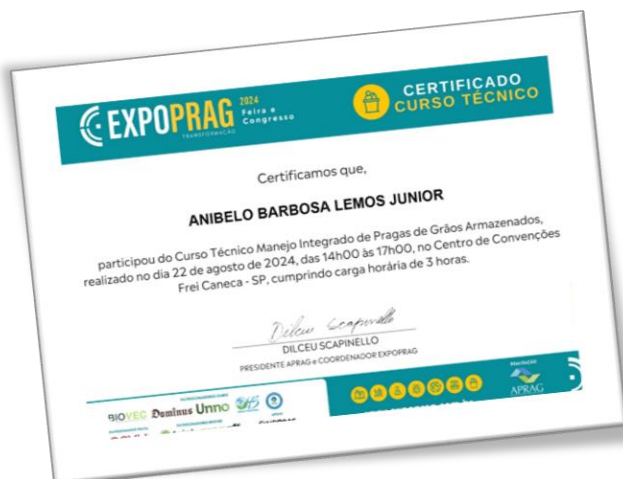 EXPOPRAG 2024
TRANSFORMAÇÃO
Feira e
Congresso
CERTIFICADO
CURSO TÉCNICO
Certificamos que,
ANIBELO BARBOSA LEMOS JUNIOR
participou do Curso Técnico Manejo Integrado de Pragas de Grãos Armazenados,
realizado no dia 22 de agosto de 2024, das 14h00 às 17h00, no Centro de Convenções
Frei Caneca - SP, cumprindo carga horária de 3 horas.
Dilceu Scapinello
DILCEU SCAPINELLO
PRESIDENTE APRAG e COORDENADOR EXPOPRAG
BIOVEC Dominus Unno
APRAG